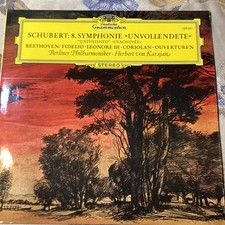 Deutsche
Grammophon
SCHUBERT: 8. SYMPHONIE »UNVOLLENDETE«
»UNFINISHED« »INACHEVÉE«
BEETHOVEN: FIDELIO · LEONORE III · CORIOLAN · OUVERTUREN
Berliner Philharmoniker · Herbert von Karajan
STEREO